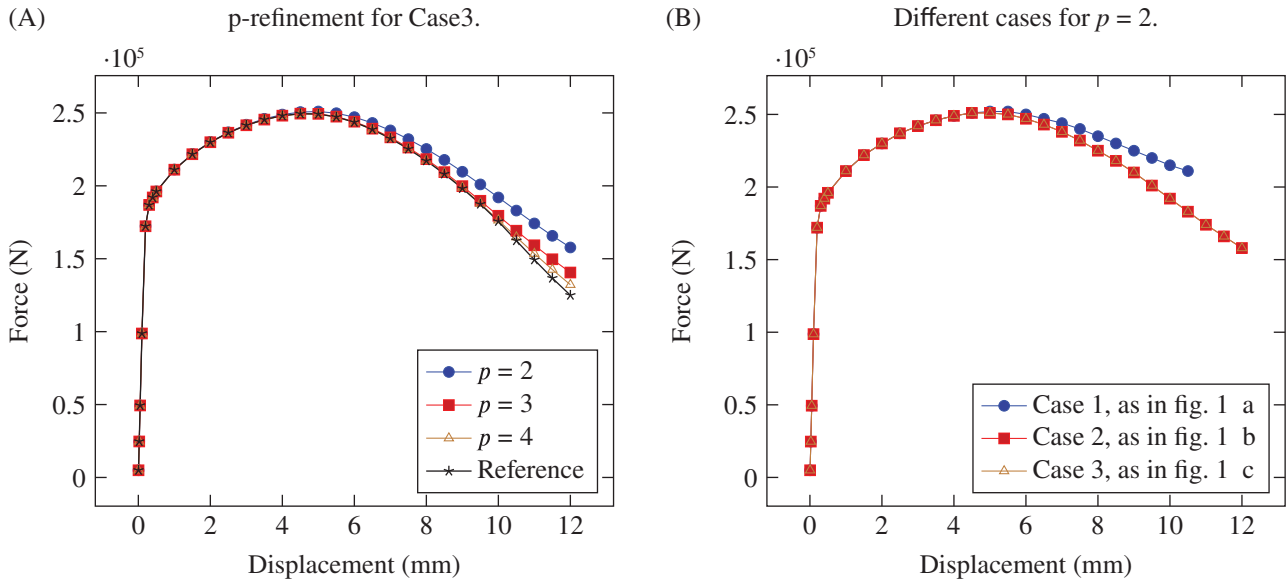 (A)
p-refinement for Case3.
·10⁵
2.5
2
1.5
1
0.5
0
Force (N)
0 2 4 6 8 10 12
Displacement (mm)
p = 2
p = 3
p = 4
Reference
(B)
Different cases for p = 2.
·10⁵
2.5
2
1.5
1
0.5
0
Force (N)
0 2 4 6 8 10 12
Displacement (mm)
Case 1, as in fig. 1 a
Case 2, as in fig. 1 b
Case 3, as in fig. 1 c